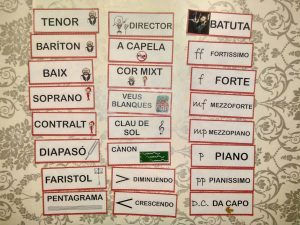 TENOR
BARÍTON
BAIX
SOPRANO
CONTRALT
DIAPASÓ
FARISTOL
PENTAGRAMA
DIRECTOR
A CAPELA
COR MIXT
VEUS
BLANQUES
CLAU DE
SOL
CANON
DIMINUENDO
CRESCENDO
BATUTA
ff FORTISSIMO
f FORTE
mf MEZZOFORTE
mp MEZZOPIANO
p PIANO
pp PIANISSIMO
D.C. DA CAPO